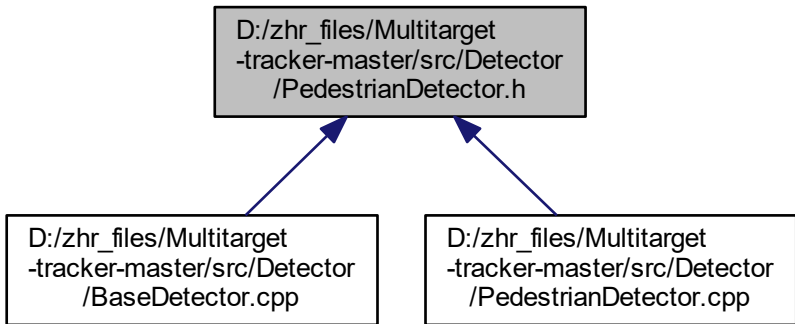 D:/zhr_files/Multitarget
-tracker-master/src/Detector
/PedestrianDetector.h
D:/zhr_files/Multitarget
-tracker-master/src/Detector
/BaseDetector.cpp
D:/zhr_files/Multitarget
-tracker-master/src/Detector
/PedestrianDetector.cpp